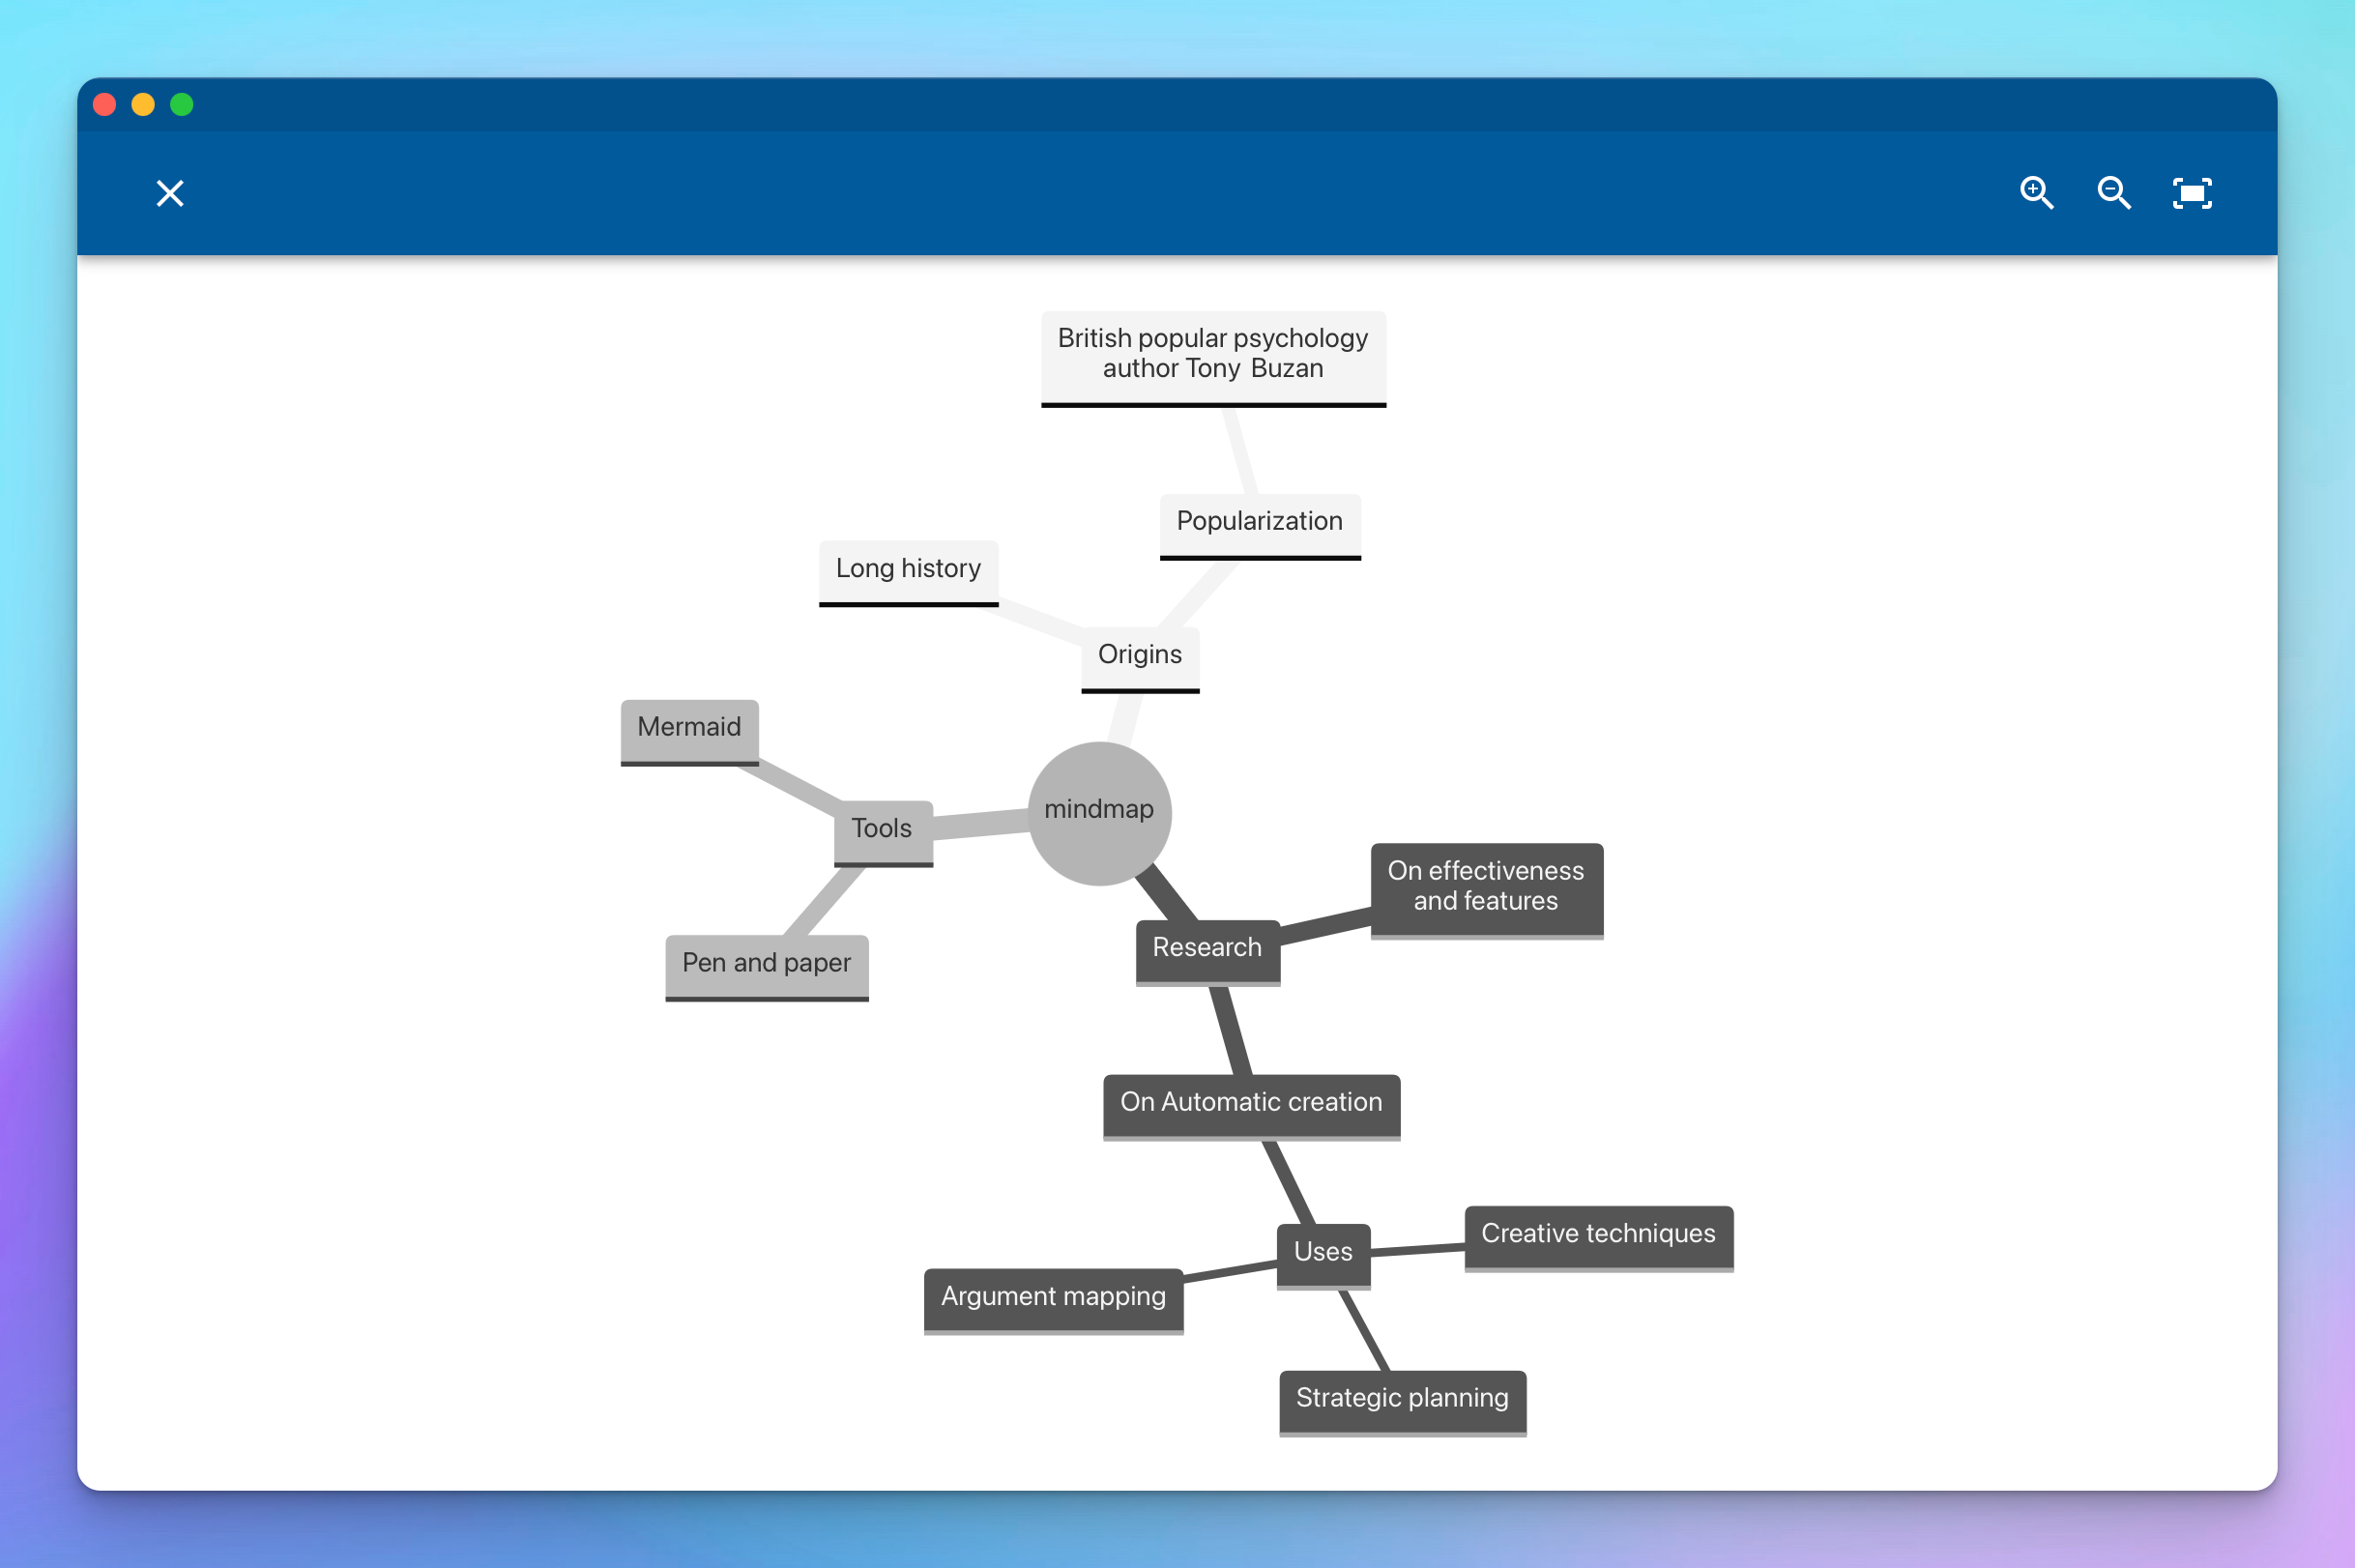 British popular psychology
author Tony Buzan
Popularization
Long history
Origins
Mermaid
mindmap
Tools
On effectiveness
and features
Research
Pen and paper
On Automatic creation
Creative techniques
Uses
Argument mapping
Strategic planning